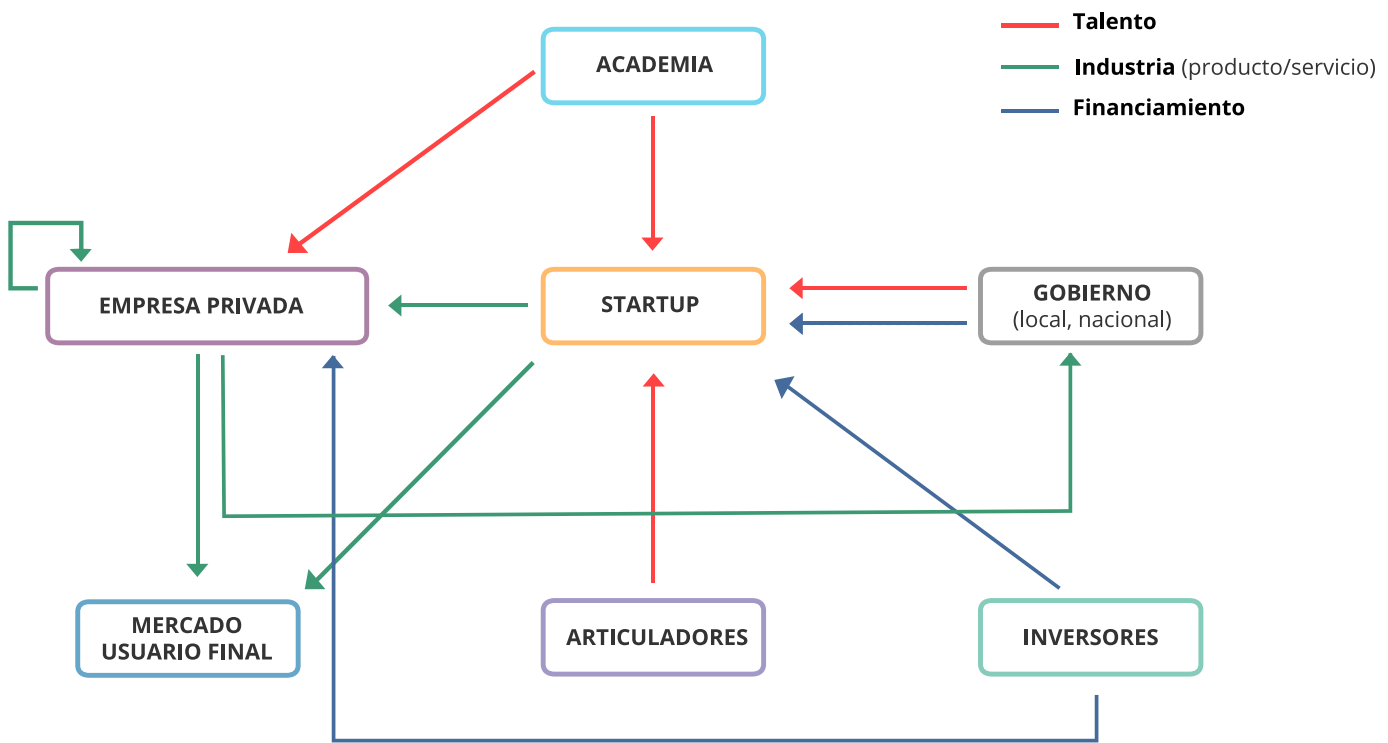 ACADEMIA
Talento
Industria (producto/servicio)
Financiamiento
EMPRESA PRIVADA
STARTUP
GOBIERNO
(local, nacional)
MERCADO
USUARIO FINAL
ARTICULADORES
INVERSORES